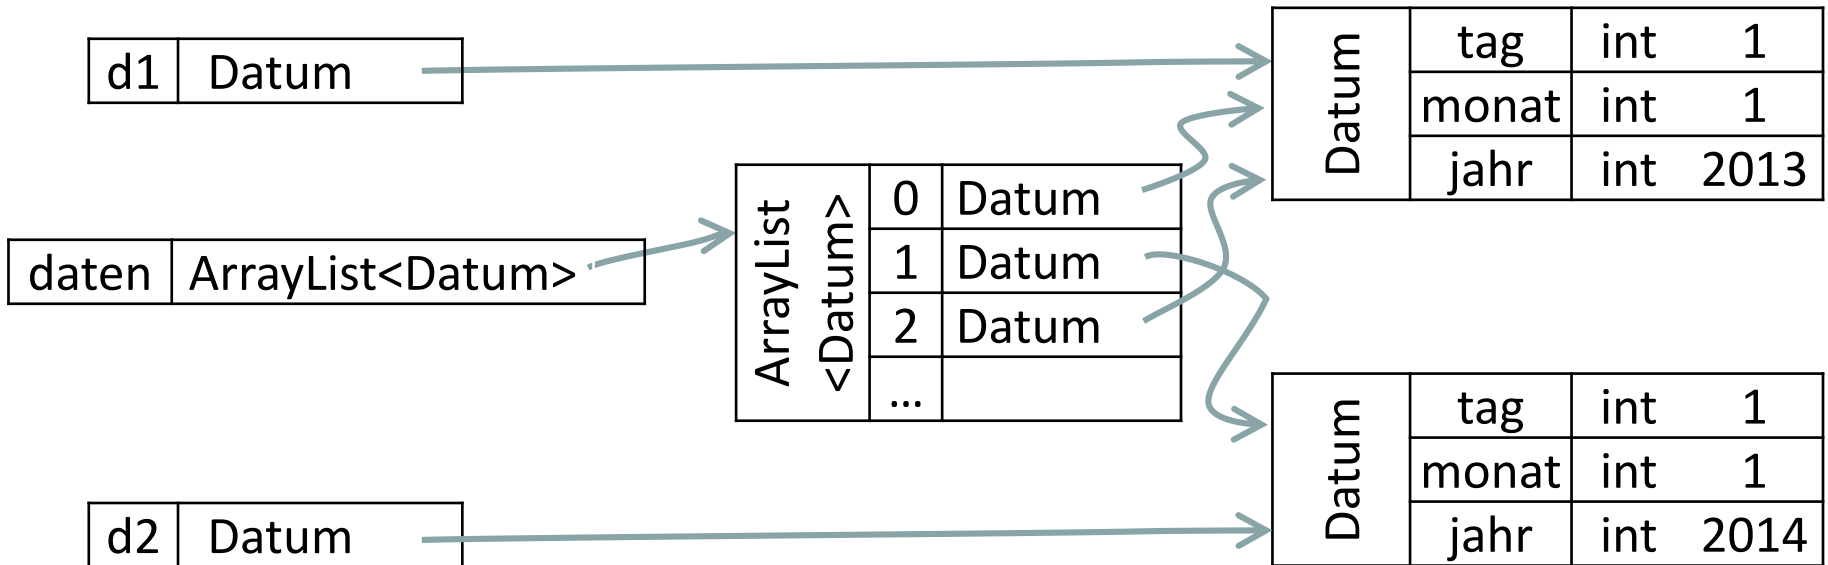 d1 Datum
Datum
tag int 1
monat int 1
jahr int 2013
daten ArrayList<Datum>
ArrayList
<Datum>
0 Datum
1 Datum
2 Datum
...
d2 Datum
Datum
tag int 1
monat int 1
jahr int 2014